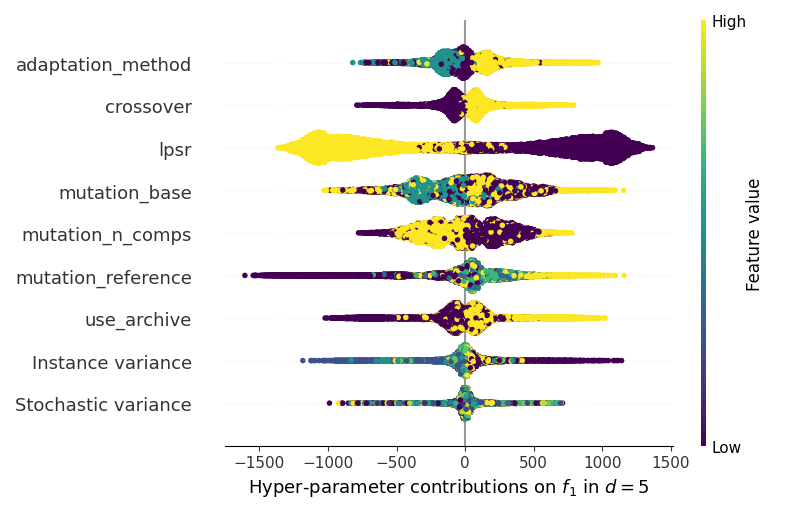 High
adaptation_method
crossover
lpsr
mutation_base
mutation_n_comps
mutation_reference
use_archive
Instance variance
Stochastic variance
Feature value
Low
−1500 −1000 −500 0 500 1000 1500
Hyper-parameter contributions on f₁ in d = 5